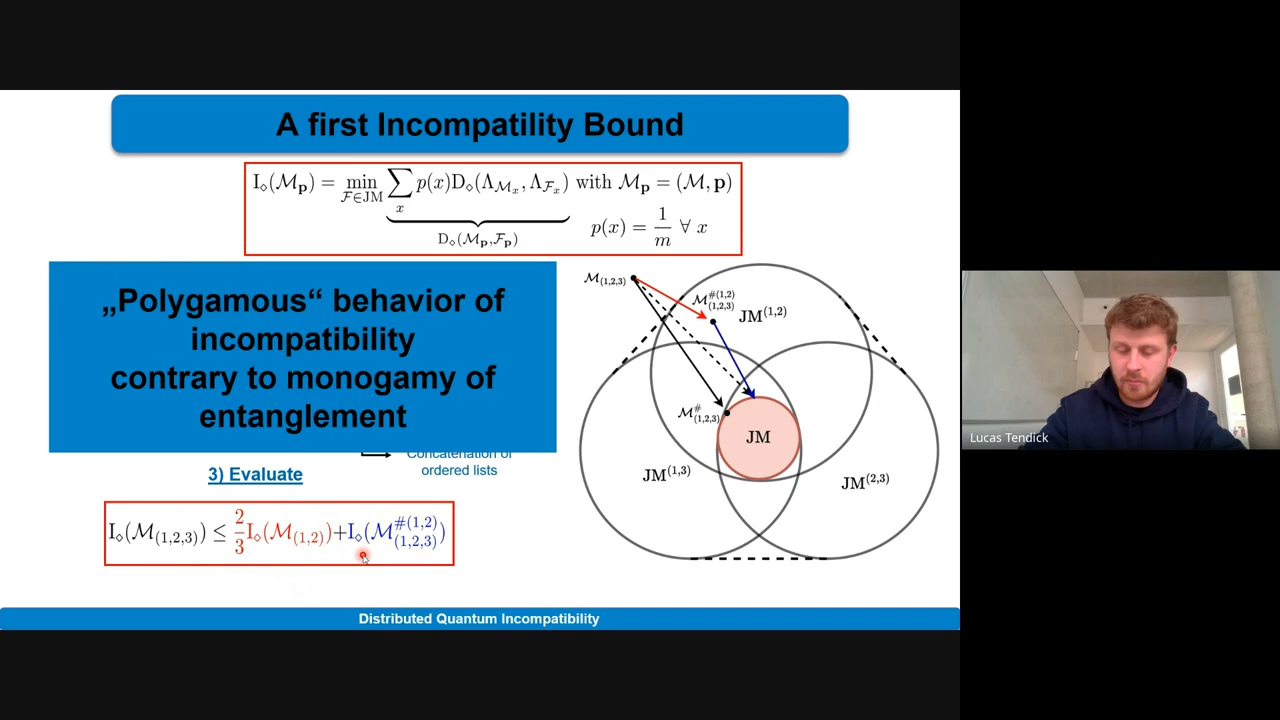 A first Incompatility Bound
I⋄(ℳ_𝐩) = min_{ℱ∈JM} ∑_x p(x)D⋄(Λ_{ℳ_x}, Λ_{ℱ_x}) with ℳ_𝐩 = (ℳ, 𝐩)
D⋄(ℳ_𝐩,ℱ_𝐩)
p(x) = 1/m ∀ x
„Polygamous“ behavior of
incompatibility
contrary to monogamy of
entanglement
Concatenation of
ordered lists
3) Evaluate
I⋄(ℳ_(1,2,3)) ≤ 2/3 I⋄(ℳ_(1,2))+I⋄(ℳ^{#(1,2)}_{(1,2,3)})
ℳ_(1,2,3)
ℳ^{#(1,2)}_{(1,2,3)}
JM^(1,2)
ℳ^#_{(1,2,3)}
JM
JM^(1,3)
JM^(2,3)
Distributed Quantum Incompatibility
Lucas Tendick